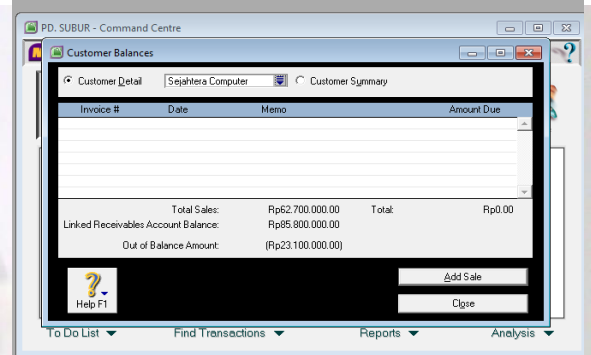 PD. SUBUR - Command Centre
Customer Balances
Customer Detail Sejahtera Computer Customer Summary
Invoice # Date Memo Amount Due
Total Sales: Rp62.700.000.00 Total: Rp0.00
Linked Receivables Account Balance: Rp85.800.000.00
Out of Balance Amount: (Rp23.100.000.00)
Add Sale
Help F1
Close
To Do List Find Transactions Reports Analysis